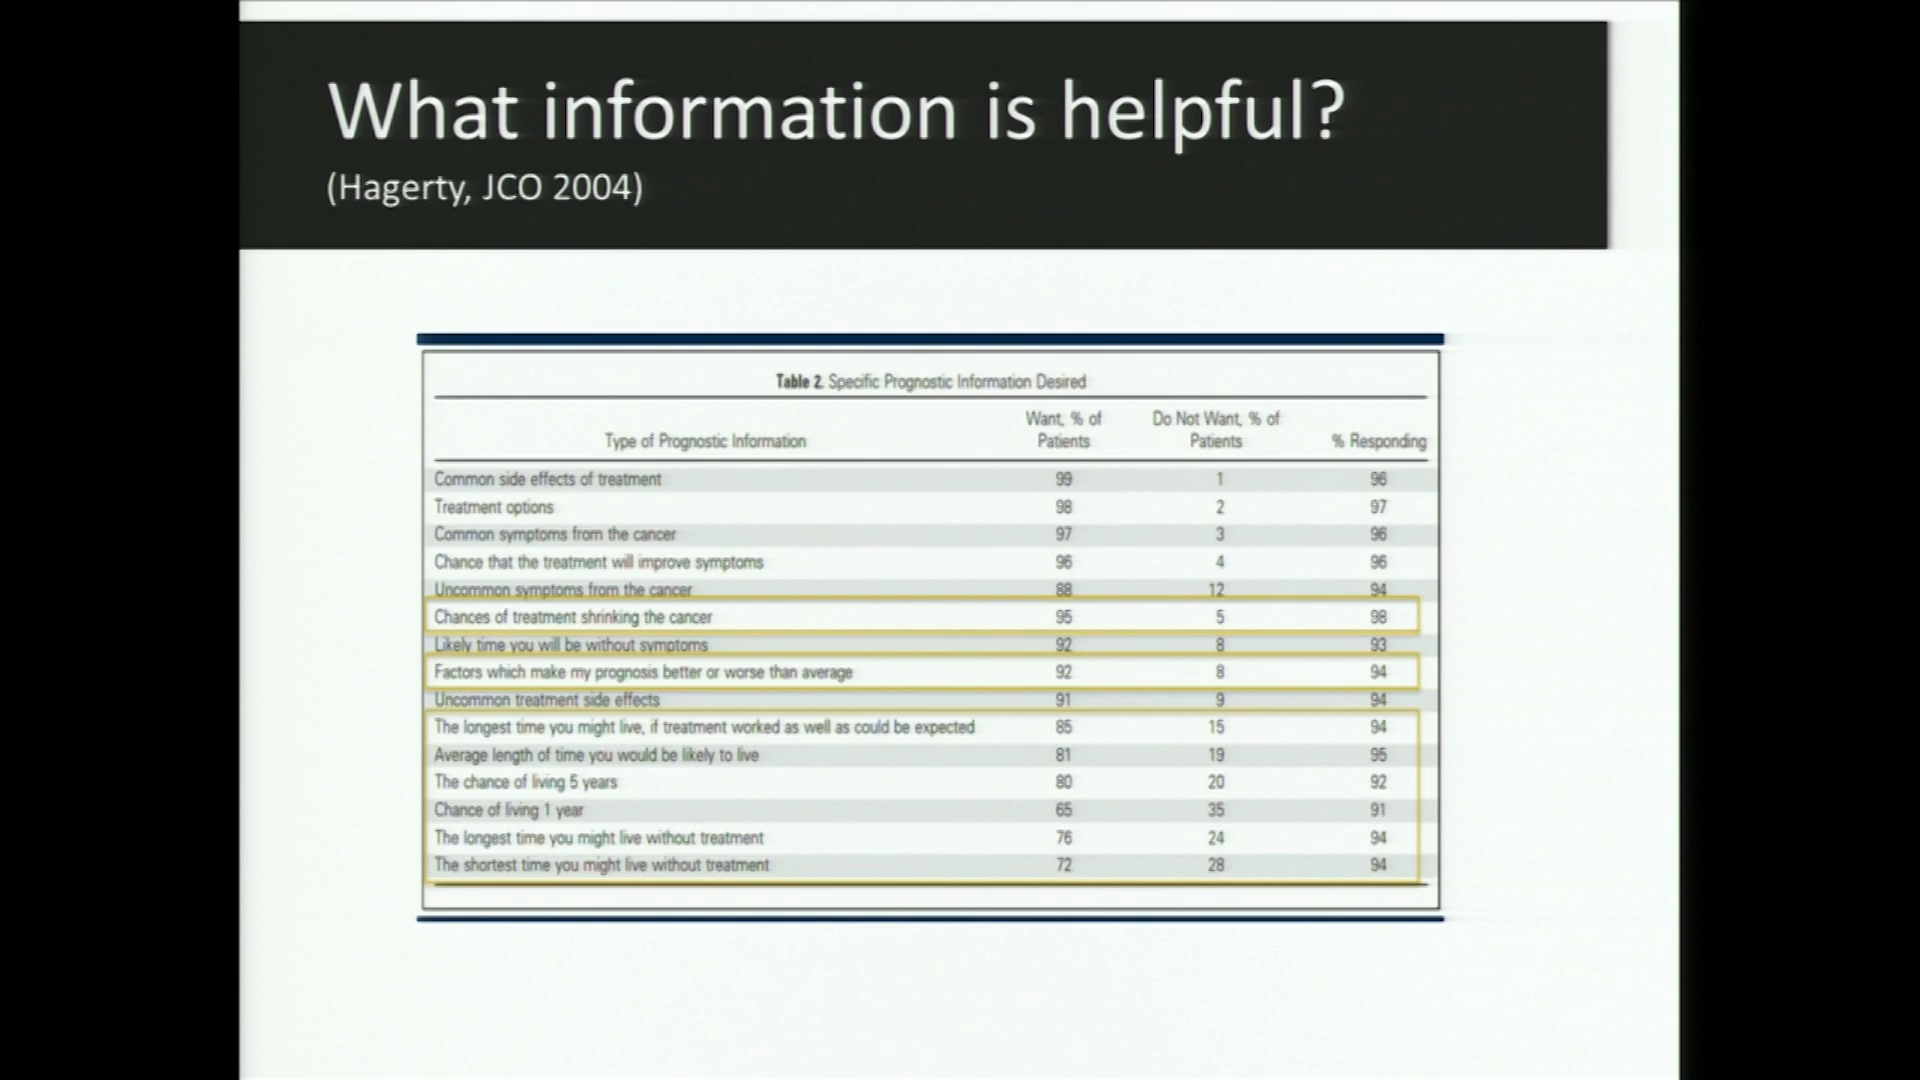 What information is helpful?
(Hagerty, JCO 2004)
Table 2. Specific Prognostic Information Desired
Type of Prognostic Information Want, % of Patients Do Not Want, % of Patients % Responding
Common side effects of treatment 99 1 96
Treatment options 98 2 97
Common symptoms from the cancer 97 3 96
Chance that the treatment will improve symptoms 96 4 96
Uncommon symptoms from the cancer 88 12 94
Chances of treatment shrinking the cancer 95 5 98
Likely time you will be without symptoms 92 8 93
Factors which make my prognosis better or worse than average 92 8 94
Uncommon treatment side effects 91 9 94
The longest time you might live, if treatment worked as well as could be expected 85 15 94
Average length of time you would be likely to live 81 19 95
The chance of living 5 years 80 20 92
Chance of living 1 year 65 35 91
The longest time you might live without treatment 76 24 94
The shortest time you might live without treatment 72 28 94